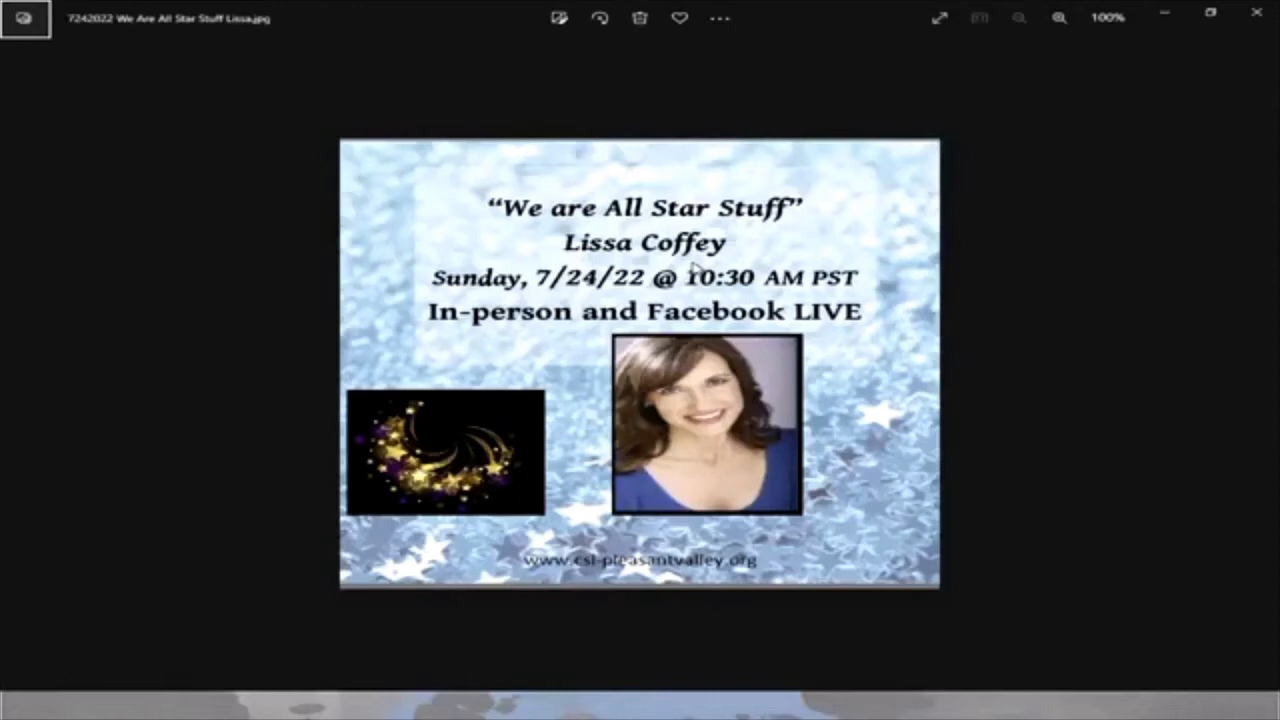 7242022 We Are All Star Stuff Lissa.jpg
100%
“We are All Star Stuff”
Lissa Coffey
Sunday, 7/24/22 @ 10:30 AM PST
In-person and Facebook LIVE
www.csl-pleasantvalley.org